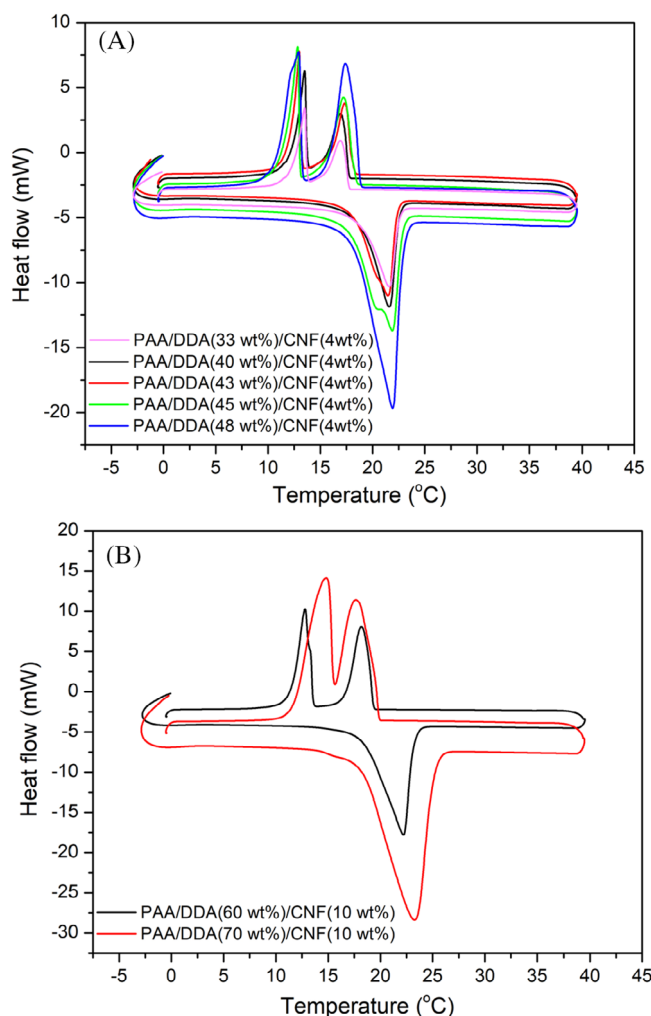 (A)
10
5
0
-5
-10
-15
-20
Heat flow (mW)
PAA/DDA(33 wt%)/CNF(4wt%)
PAA/DDA(40 wt%)/CNF(4wt%)
PAA/DDA(43 wt%)/CNF(4wt%)
PAA/DDA(45 wt%)/CNF(4wt%)
PAA/DDA(48 wt%)/CNF(4wt%)
-5 0 5 10 15 20 25 30 35 40 45
Temperature (°C)
(B)
20
15
10
5
0
-5
-10
-15
-20
-25
-30
Heat flow (mW)
PAA/DDA(60 wt%)/CNF(10 wt%)
PAA/DDA(70 wt%)/CNF(10 wt%)
-5 0 5 10 15 20 25 30 35 40 45
Temperature (°C)